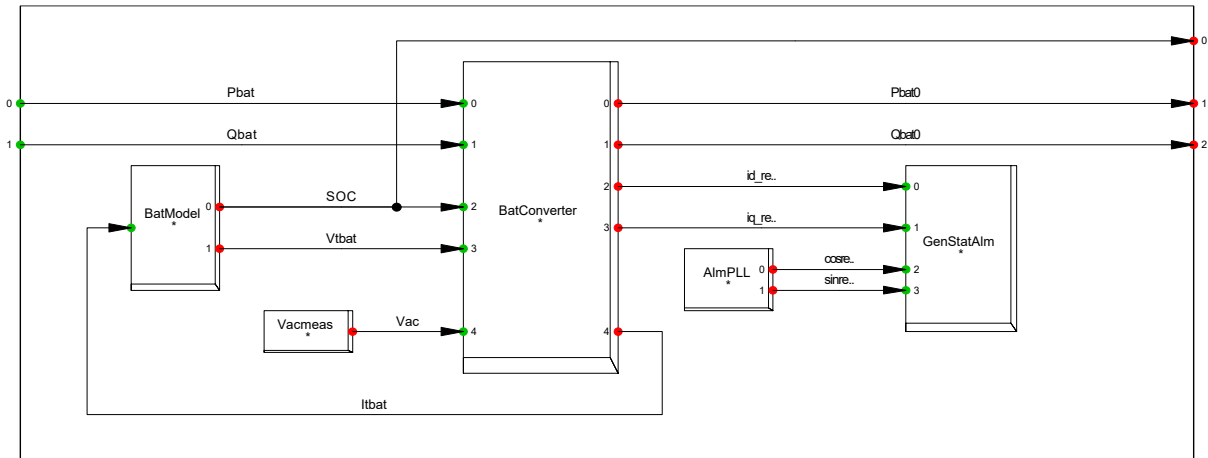 0
Pbat
Pbat0
0 0 0 1
Qbat
Qbat0
1 1 1 2
id_re..
2 0
SOC
BatModel
*
0 2
BatConverter
*
iq_re..
3 1
GenStatAlm
*
Vtbat
1 3
AlmPLL
*
cosre..
0 2
sinre..
1 3
Vacmeas
*
Vac
4 4
Itbat